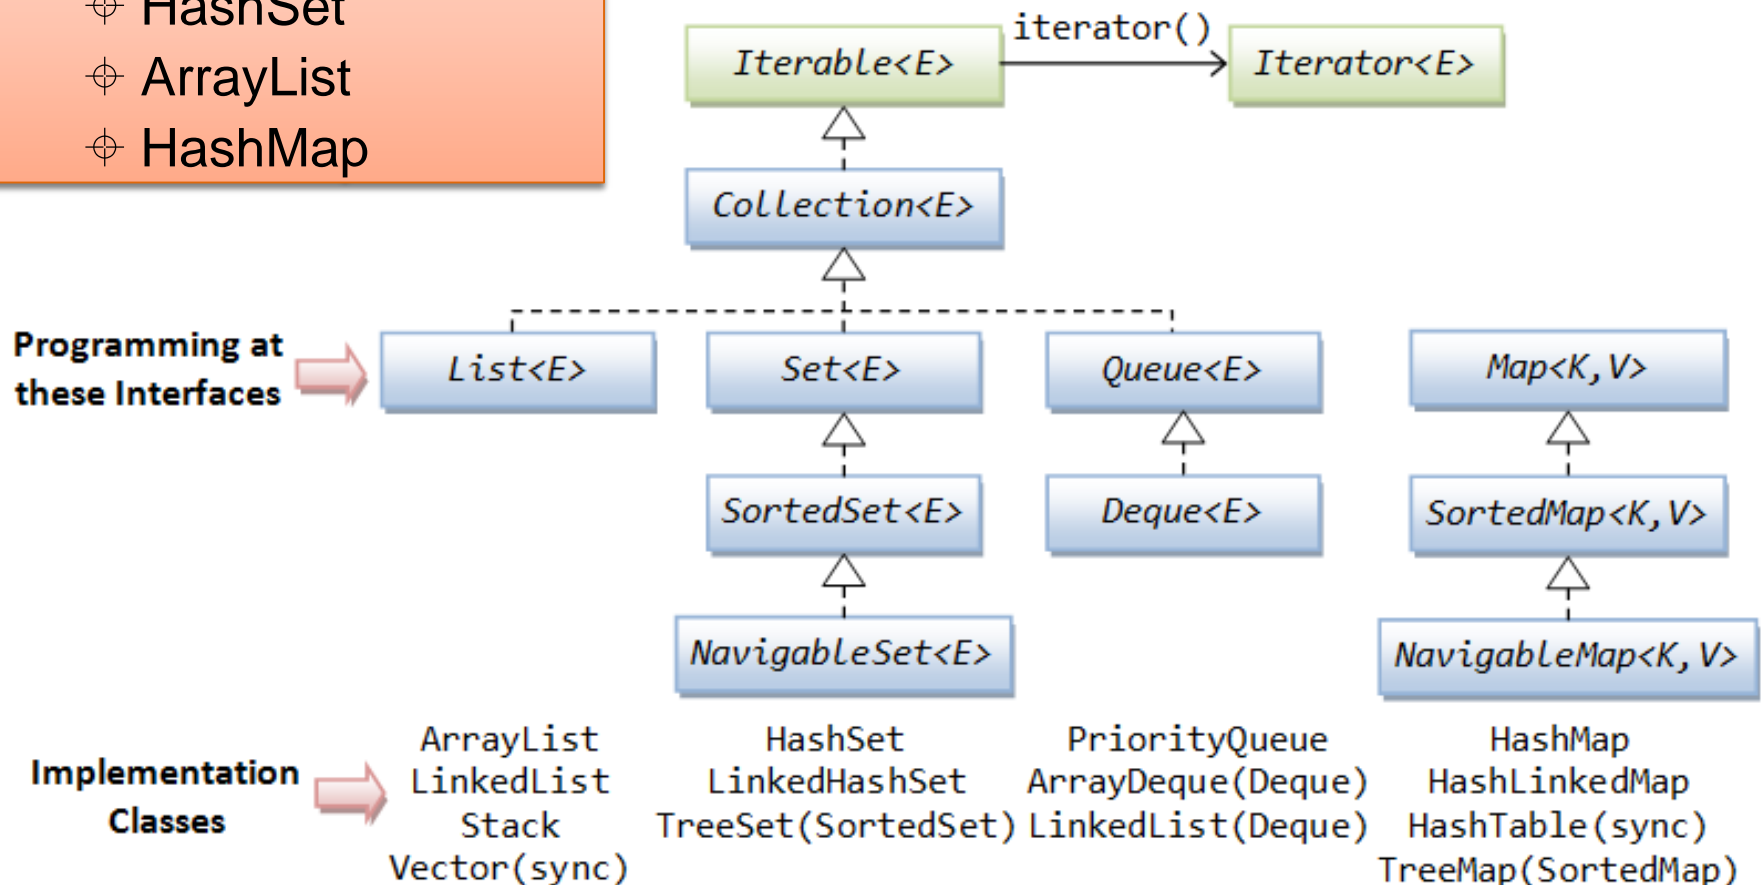 HashSet
ArrayList
HashMap
Iterable<E>
iterator()
Iterator<E>
Collection<E>
Programming at
these Interfaces
List<E>
Set<E>
Queue<E>
Map<K,V>
SortedSet<E>
Deque<E>
SortedMap<K,V>
NavigableSet<E>
NavigableMap<K,V>
Implementation
Classes
ArrayList
LinkedList
Stack
Vector(sync)
HashSet
LinkedHashSet
TreeSet(SortedSet)
PriorityQueue
ArrayDeque(Deque)
LinkedList(Deque)
HashMap
HashLinkedMap
HashTable(sync)
TreeMap(SortedMap)